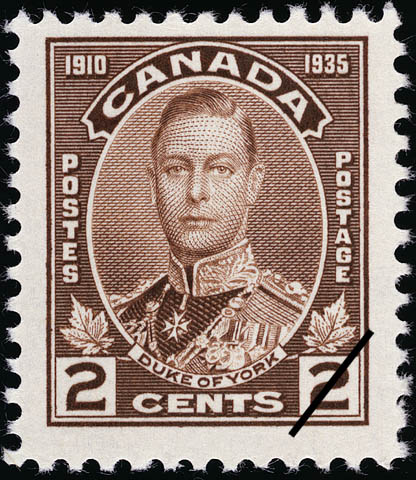 1910 1935
CANADA
POSTES
POSTAGE
DUKE OF YORK
2 CENTS 2